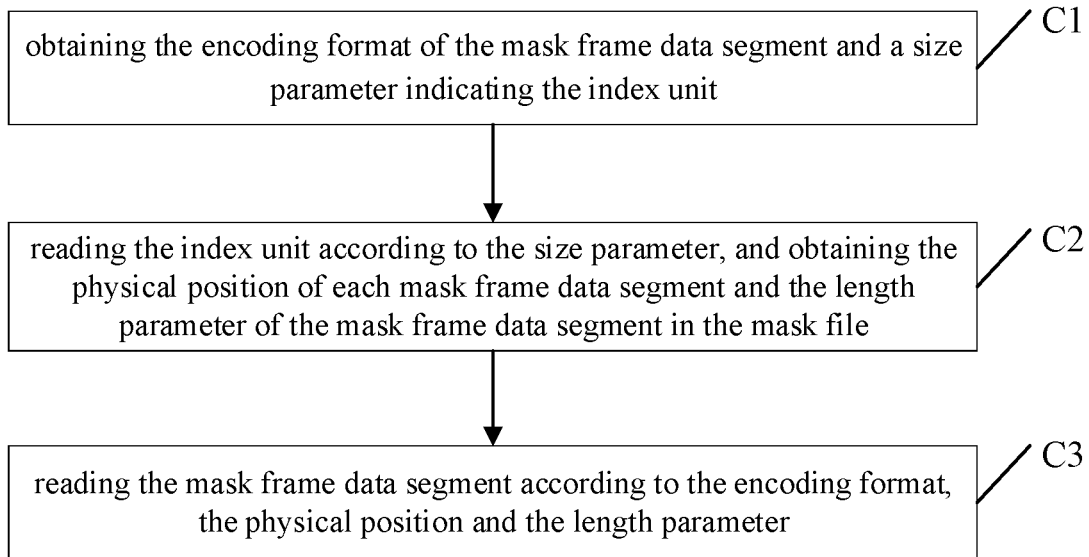 C1
obtaining the encoding format of the mask frame data segment and a size
parameter indicating the index unit
C2
reading the index unit according to the size parameter, and obtaining the
physical position of each mask frame data segment and the length
parameter of the mask frame data segment in the mask file
C3
reading the mask frame data segment according to the encoding format,
the physical position and the length parameter